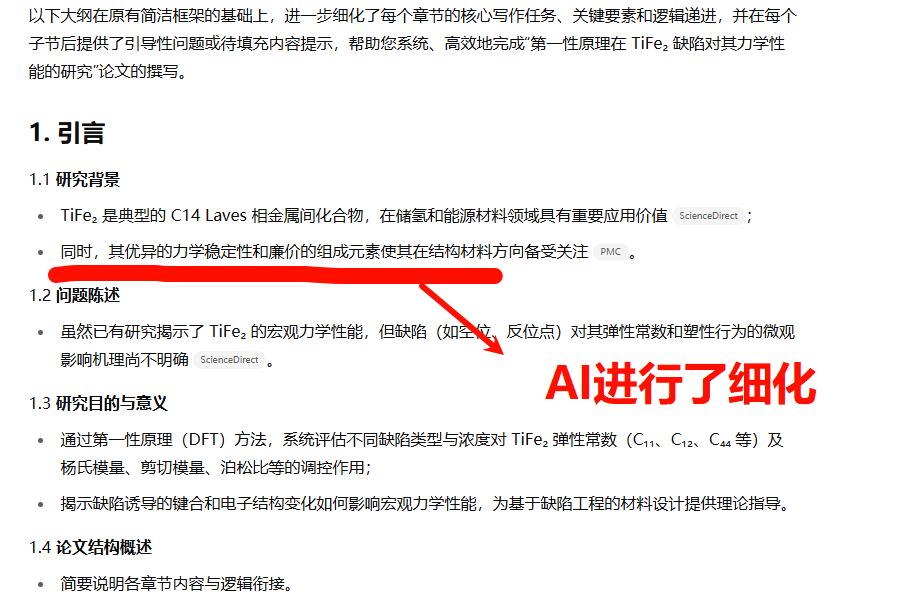 以下大纲在原有简洁框架的基础上，进一步细化了每个章节的核心写作任务、关键要素和逻辑递进，并在每个
子节后提供了引导性问题或待填充内容提示，帮助您系统、高效地完成“第一性原理在 TiFe₂ 缺陷对其力学性
能的研究”论文的撰写。
1. 引言
1.1 研究背景
• TiFe₂ 是典型的 C14 Laves 相金属间化合物，在储氢和能源材料领域具有重要应用价值 ScienceDirect ；
• 同时，其优异的力学稳定性和廉价的组成元素使其在结构材料方向备受关注 PMC 。
1.2 问题陈述
• 虽然已有研究揭示了 TiFe₂ 的宏观力学性能，但缺陷（如空位、反位点）对其弹性常数和塑性行为的微观
影响机理尚不明确 ScienceDirect 。
AI进行了细化
1.3 研究目的与意义
• 通过第一性原理（DFT）方法，系统评估不同缺陷类型与浓度对 TiFe₂ 弹性常数（C₁₁、C₁₂、C₄₄ 等）及
杨氏模量、剪切模量、泊松比等的调控作用；
• 揭示缺陷诱导的键合和电子结构变化如何影响宏观力学性能，为基于缺陷工程的材料设计提供理论指导。
1.4 论文结构概述
• 简要说明各章节内容与逻辑衔接。